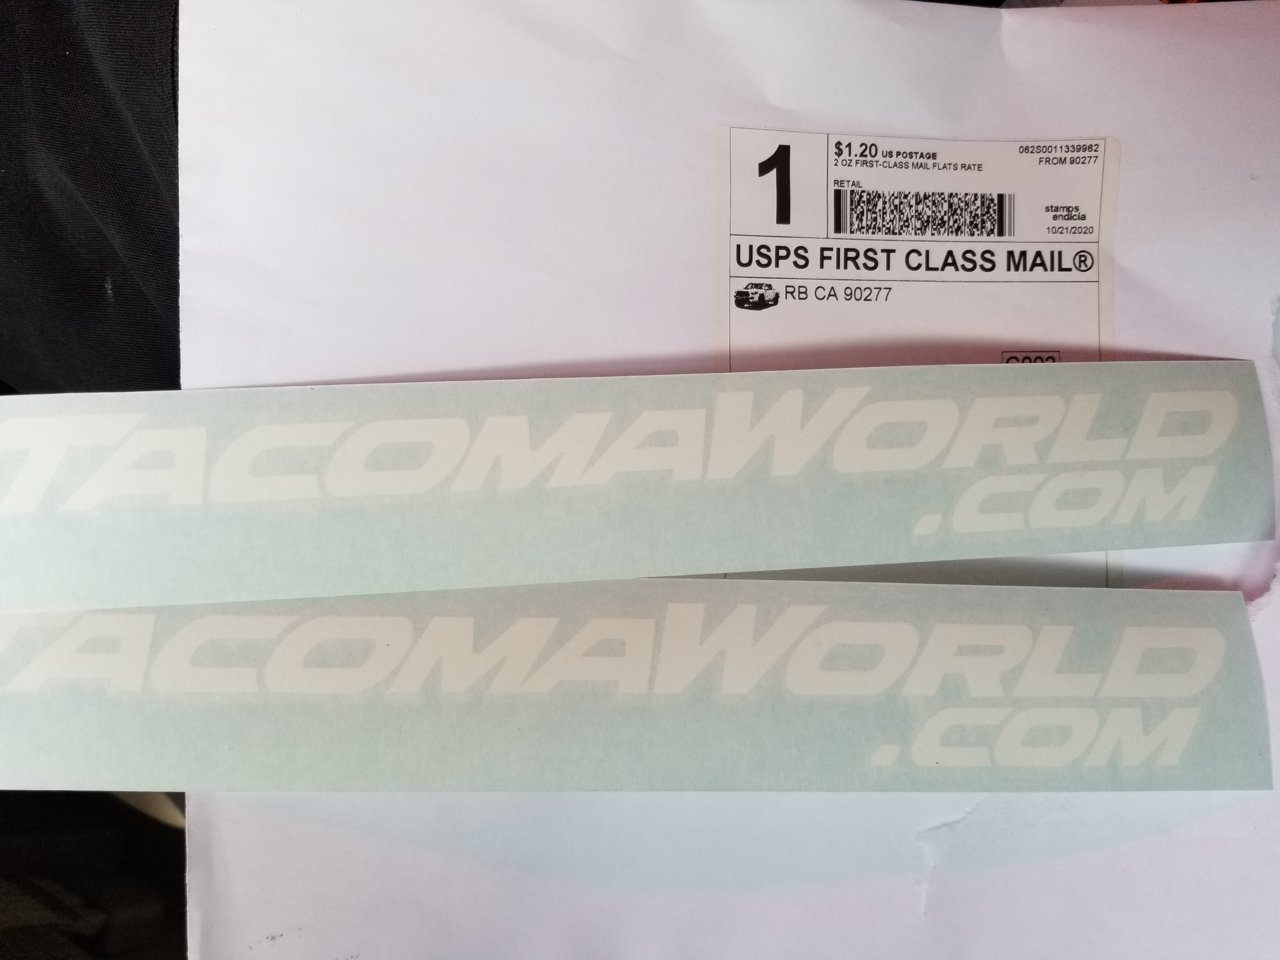 1
$1.20 US POSTAGE
2 OZ FIRST-CLASS MAIL FLATS RATE
RETAIL
062S0011339962
FROM 90277
stamps
endicia
10/21/2020
USPS FIRST CLASS MAIL®
RB CA 90277
TACOMAWORLD
.COM
TACOMAWORLD
.COM